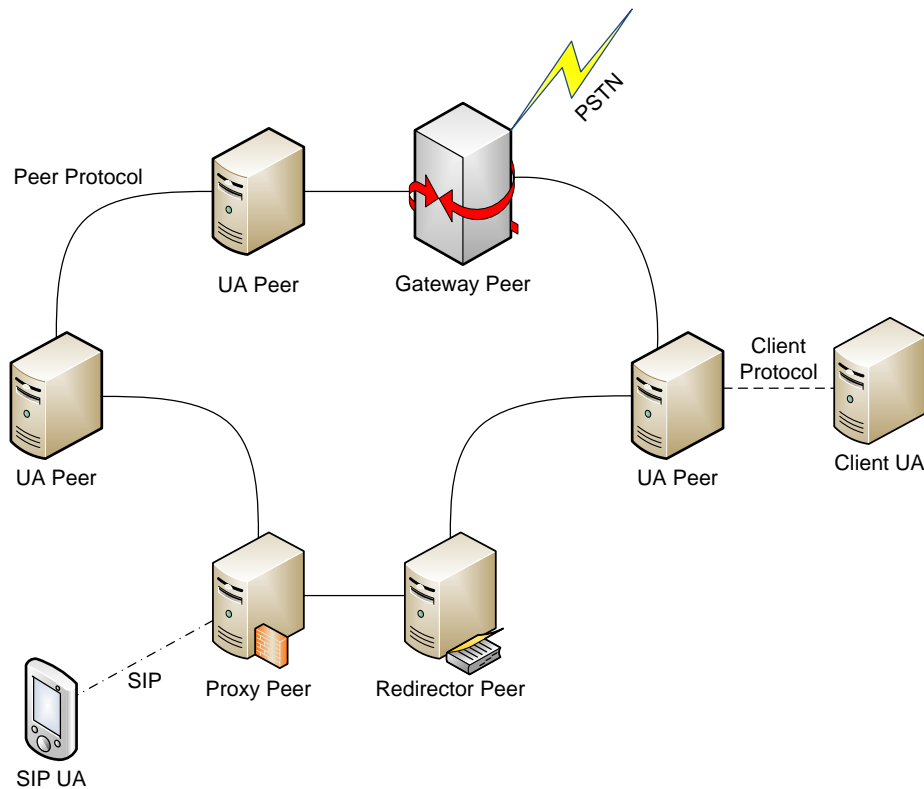 PSTN
Peer Protocol
UA Peer
Gateway Peer
Client
Protocol
UA Peer
UA Peer
Client UA
SIP
Proxy Peer
Redirector Peer
SIP UA